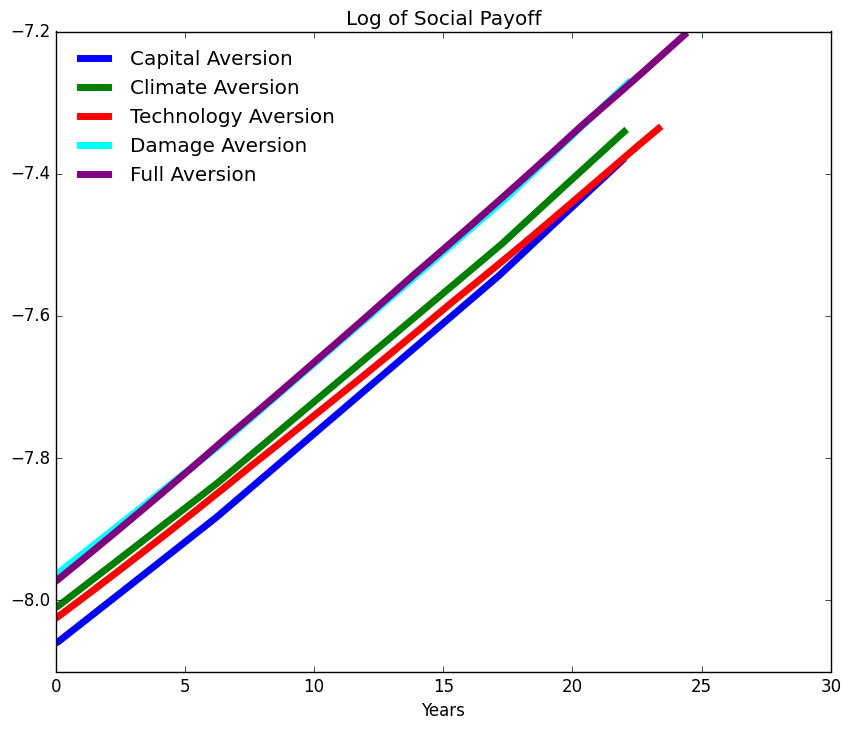 Log of Social Payoff
−7.2
−7.4
−7.6
−7.8
−8.0
Capital Aversion
Climate Aversion
Technology Aversion
Damage Aversion
Full Aversion
0 5 10 15 20 25 30
Years